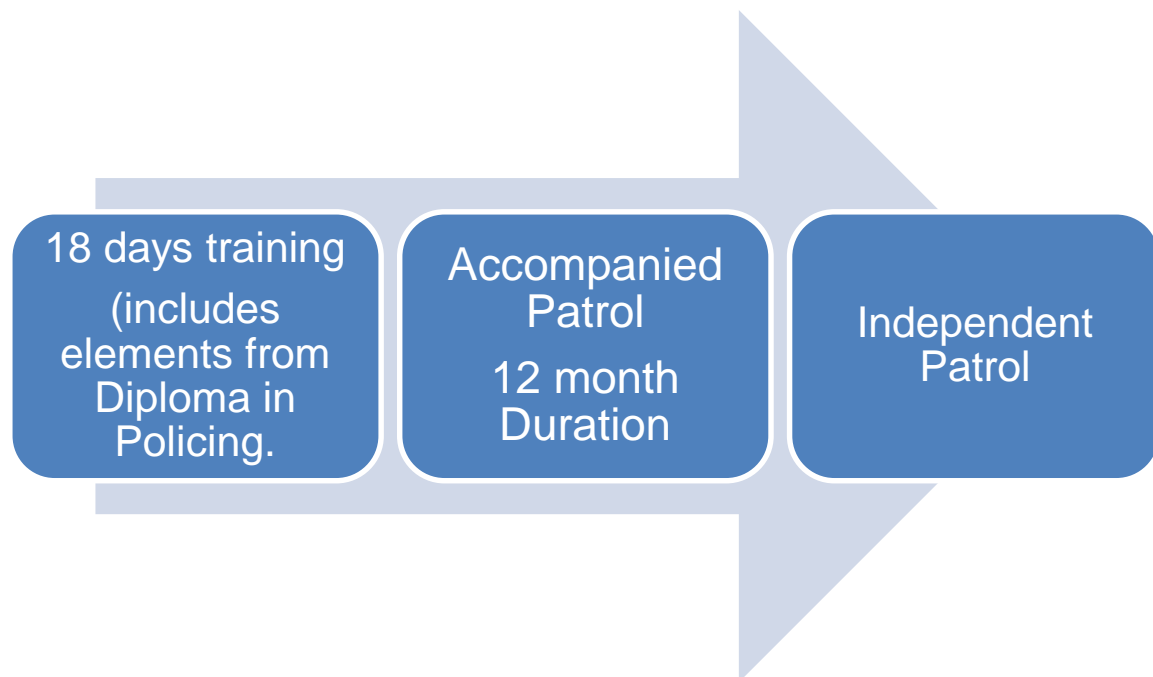 18 days training
(includes
elements from
Diploma in
Policing.
Accompanied
Patrol
12 month
Duration
Independent
Patrol